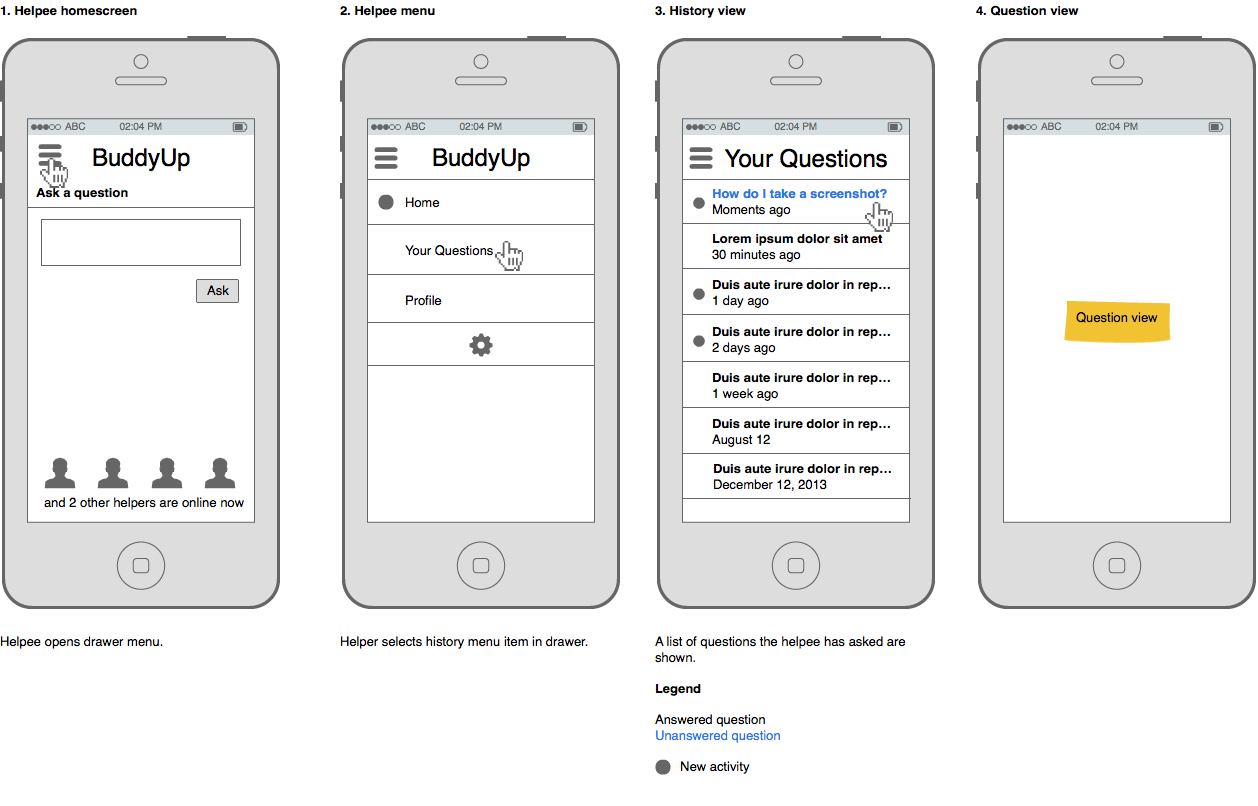 1. Helpee homescreen
ABC 02:04 PM
BuddyUp
Ask a question
Ask
and 2 other helpers are online now
Helpee opens drawer menu.
2. Helpee menu
ABC 02:04 PM
BuddyUp
Home
Your Questions
Profile
Helper selects history menu item in drawer.
3. History view
ABC 02:04 PM
Your Questions
How do I take a screenshot?
Moments ago
Lorem ipsum dolor sit amet
30 minutes ago
Duis aute irure dolor in rep…
1 day ago
Duis aute irure dolor in rep…
2 days ago
Duis aute irure dolor in rep…
1 week ago
Duis aute irure dolor in rep…
August 12
Duis aute irure dolor in rep…
December 12, 2013
A list of questions the helpee has asked are
shown.
Legend
Answered question
Unanswered question
New activity
4. Question view
ABC 02:04 PM
Question view